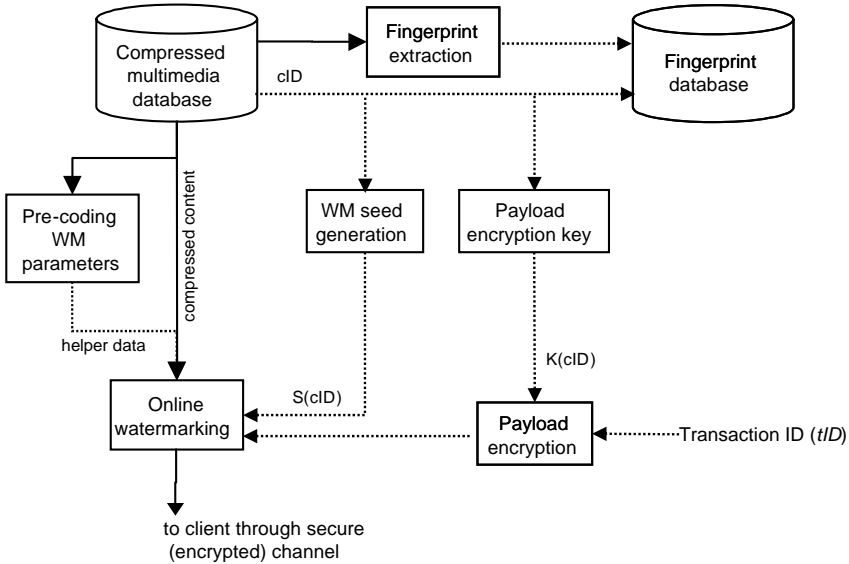 Compressed
multimedia
database
Fingerprint
extraction
Fingerprint
database
cID
Pre-coding
WM
parameters
compressed content
WM seed
generation
Payload
encryption key
helper data
K(cID)
S(cID)
Online
watermarking
Payload
encryption
Transaction ID (tID)
to client through secure
(encrypted) channel